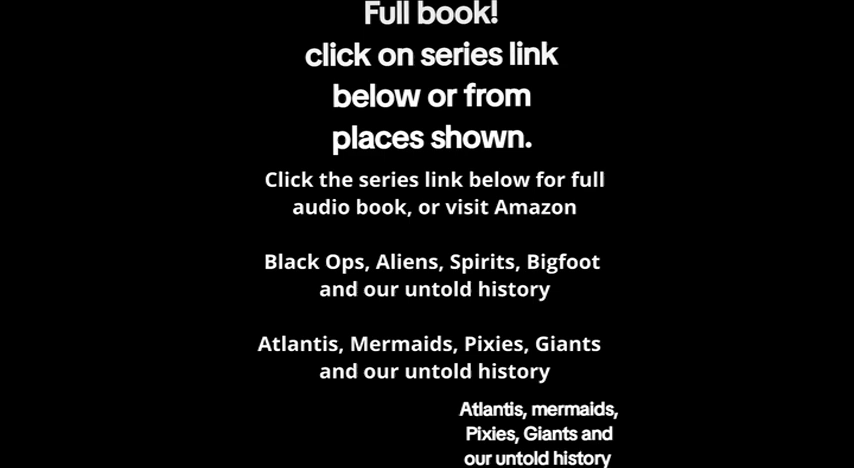 Full book!
click on series link
below or from
places shown.
Click the series link below for full
audio book, or visit Amazon
Black Ops, Aliens, Spirits, Bigfoot
and our untold history
Atlantis, Mermaids, Pixies, Giants
and our untold history
Atlantis, mermaids,
Pixies, Giants and
our untold history